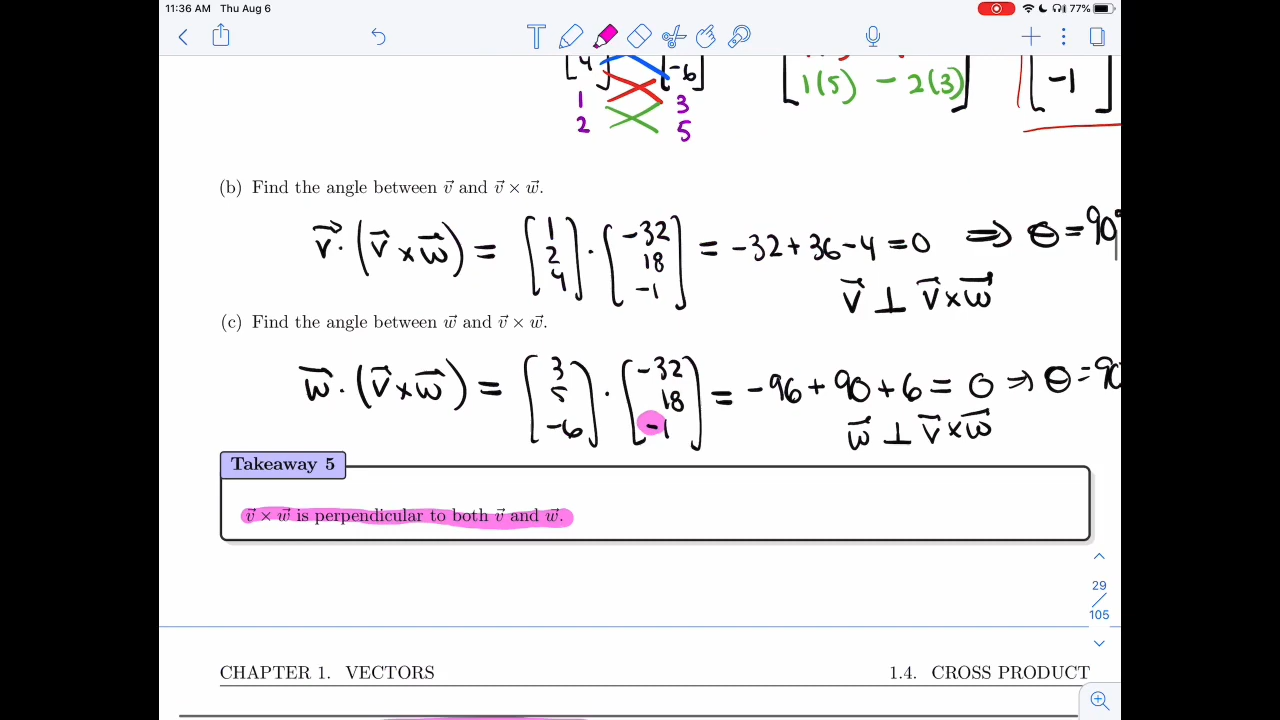 11:36 AM Thu Aug 6 77%
[4] [-6]
1 3
2 5
1(5) - 2(3)
-1
(b) Find the angle between v⃗ and v⃗ × w⃗.
v⃗ · (v⃗ × w⃗) = [1 2 4] · [-32 18 -1] = -32 + 36 - 4 = 0 ⟹ θ = 90°
v⃗ ⊥ v⃗ × w⃗
(c) Find the angle between w⃗ and v⃗ × w⃗.
w⃗ · (v⃗ × w⃗) = [3 5 -6] · [-32 18 -1] = -96 + 90 + 6 = 0 ⇒ θ = 90
w⃗ ⊥ v⃗ × w⃗
Takeaway 5
v⃗ × w⃗ is perpendicular to both v⃗ and w⃗.
29
105
CHAPTER 1. VECTORS 1.4. CROSS PRODUCT